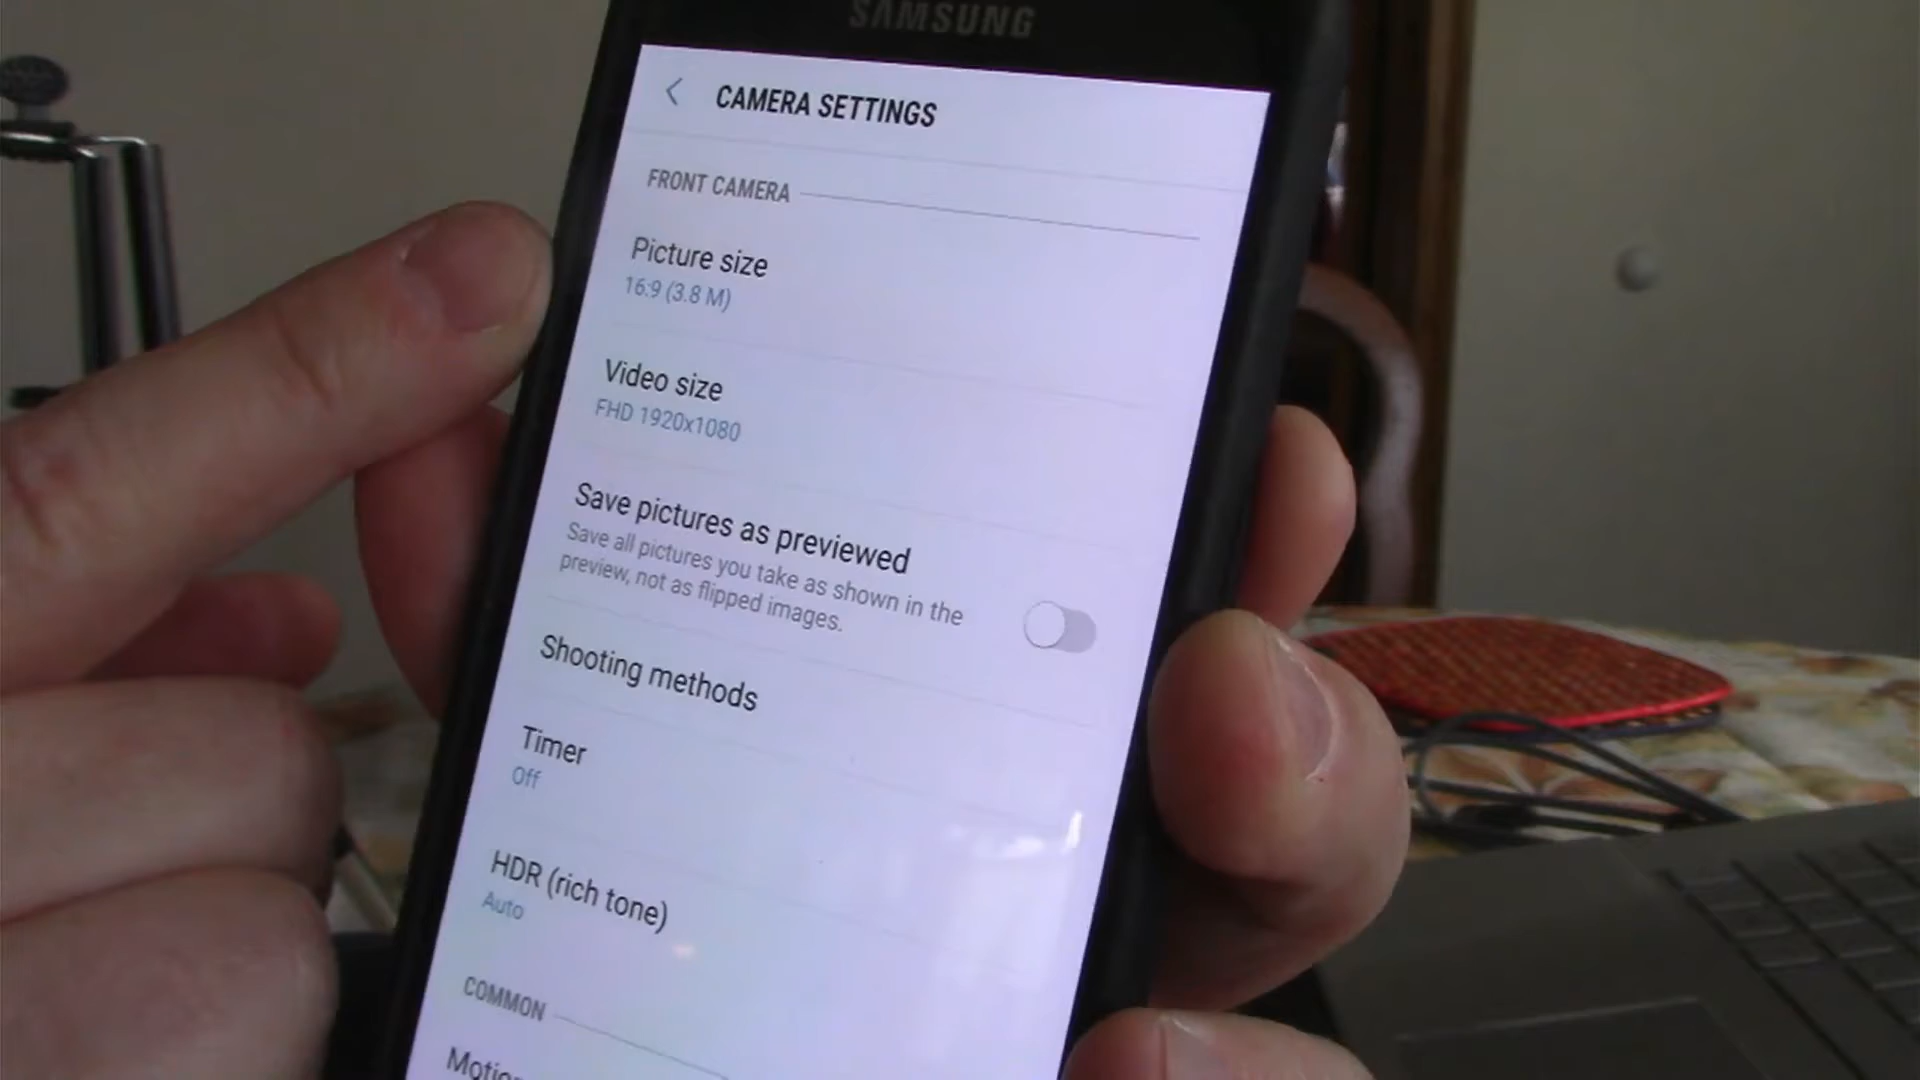 SAMSUNG
CAMERA SETTINGS
FRONT CAMERA
Picture size
16:9 (3.8 M)
Video size
FHD 1920x1080
Save pictures as previewed
Save all pictures you take as shown in the
preview, not as flipped images.
Shooting methods
Timer
Off
HDR (rich tone)
Auto
COMMON